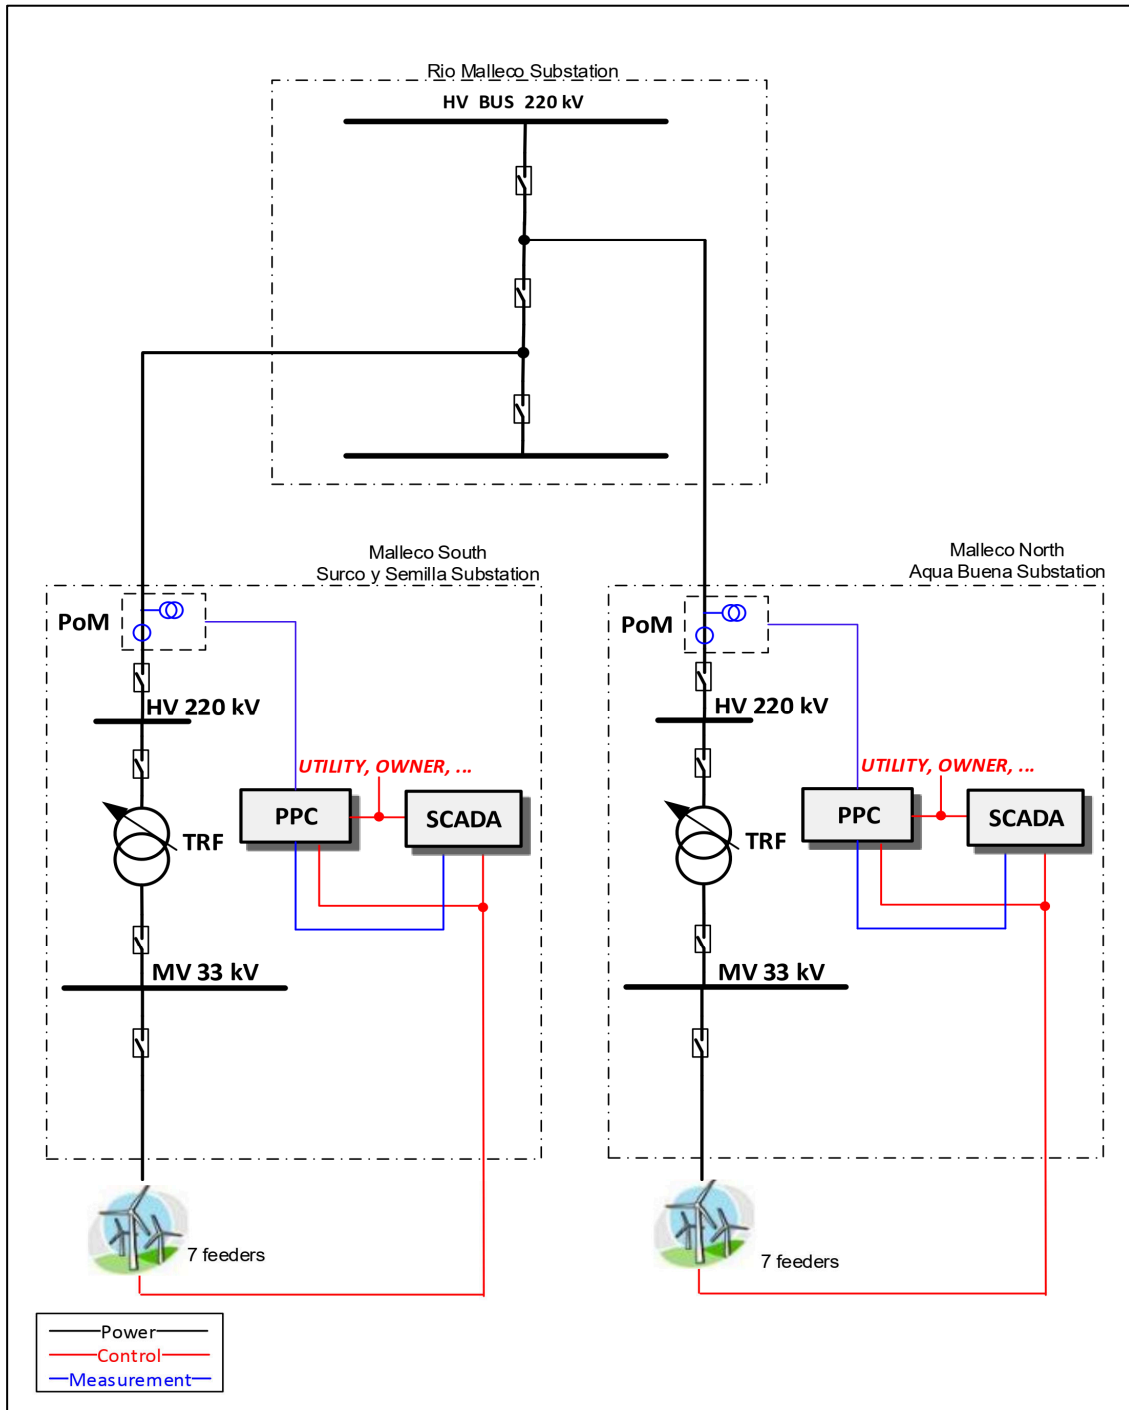 Rio Malleco Substation
HV BUS 220 kV
Malleco South
Surco y Semilla Substation
PoM
HV 220 kV
UTILITY, OWNER, ...
PPC
SCADA
TRF
MV 33 kV
7 feeders
Malleco North
Aqua Buena Substation
PoM
HV 220 kV
UTILITY, OWNER, ...
PPC
SCADA
TRF
MV 33 kV
7 feeders
Power
Control
Measurement